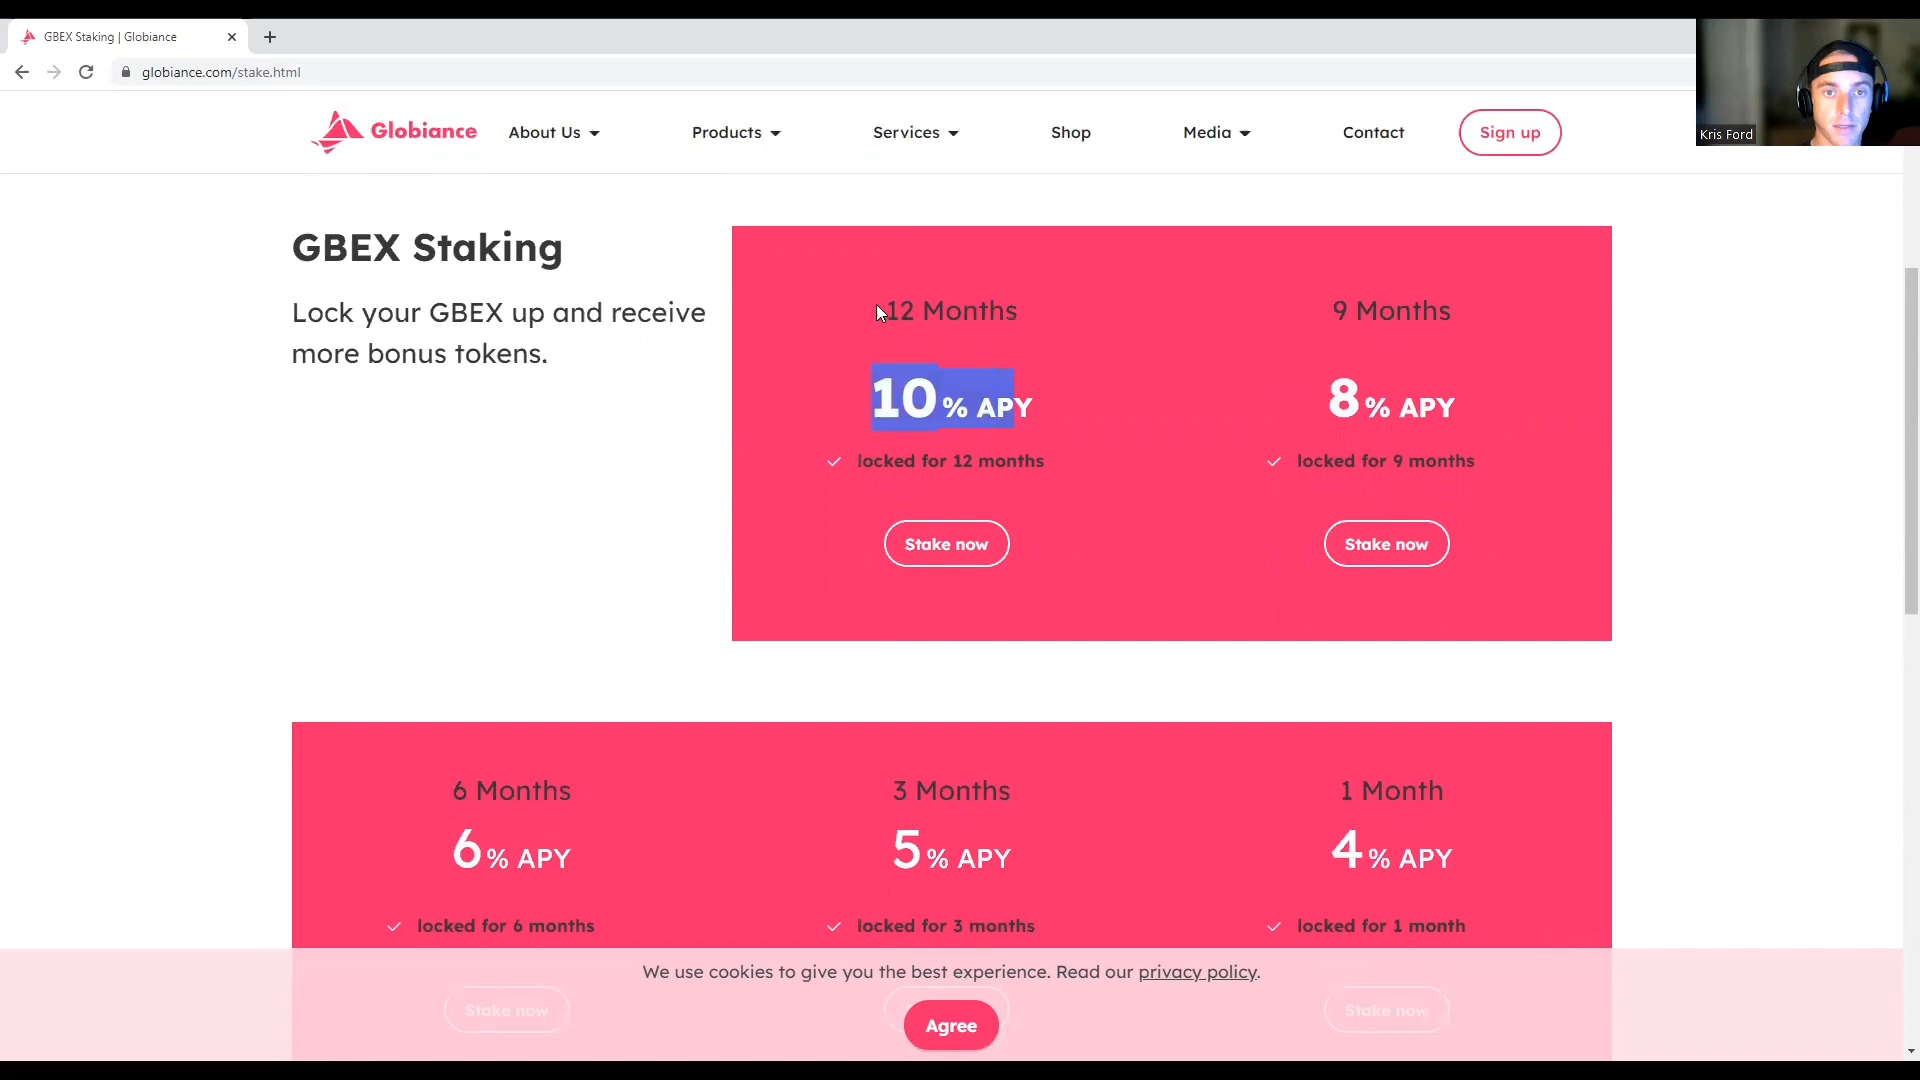 GBEX Staking | Globiance
globiance.com/stake.html
Globiance
About Us
Products
Services
Shop
Media
Contact
Sign up
Kris Ford
GBEX Staking
Lock your GBEX up and receive
more bonus tokens.
12 Months
10 % APY
locked for 12 months
Stake now
9 Months
8 % APY
locked for 9 months
Stake now
6 Months
6 % APY
locked for 6 months
Stake now
3 Months
5 % APY
locked for 3 months
1 Month
4 % APY
locked for 1 month
Stake now
We use cookies to give you the best experience. Read our privacy policy.
Agree